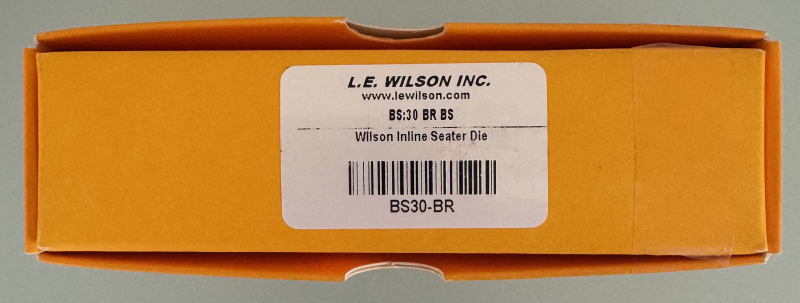 L.E. WILSON INC.
www.lewilson.com
BS:30 BR BS
Wilson Inline Seater Die
BS30-BR